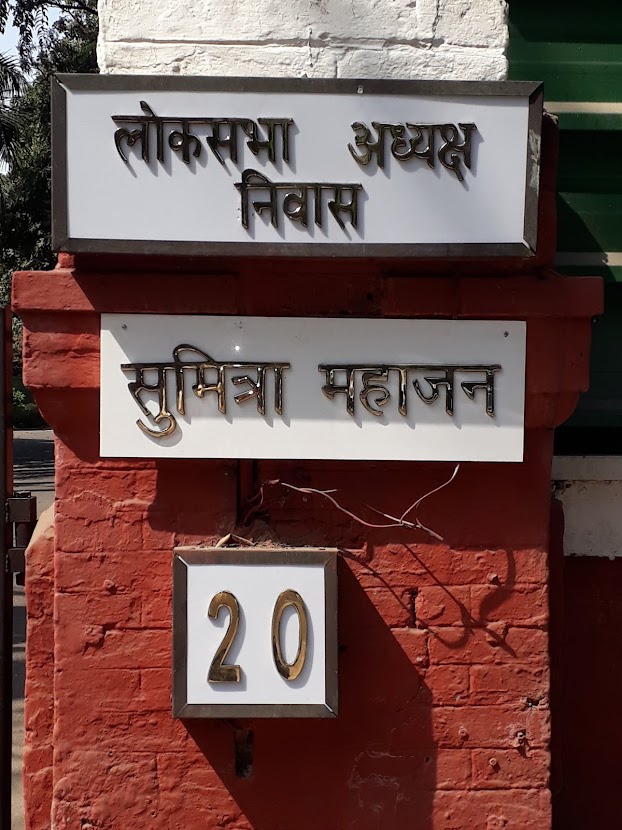 लोकसभा अध्यक्ष
निवास
सुमित्रा महाजन
20